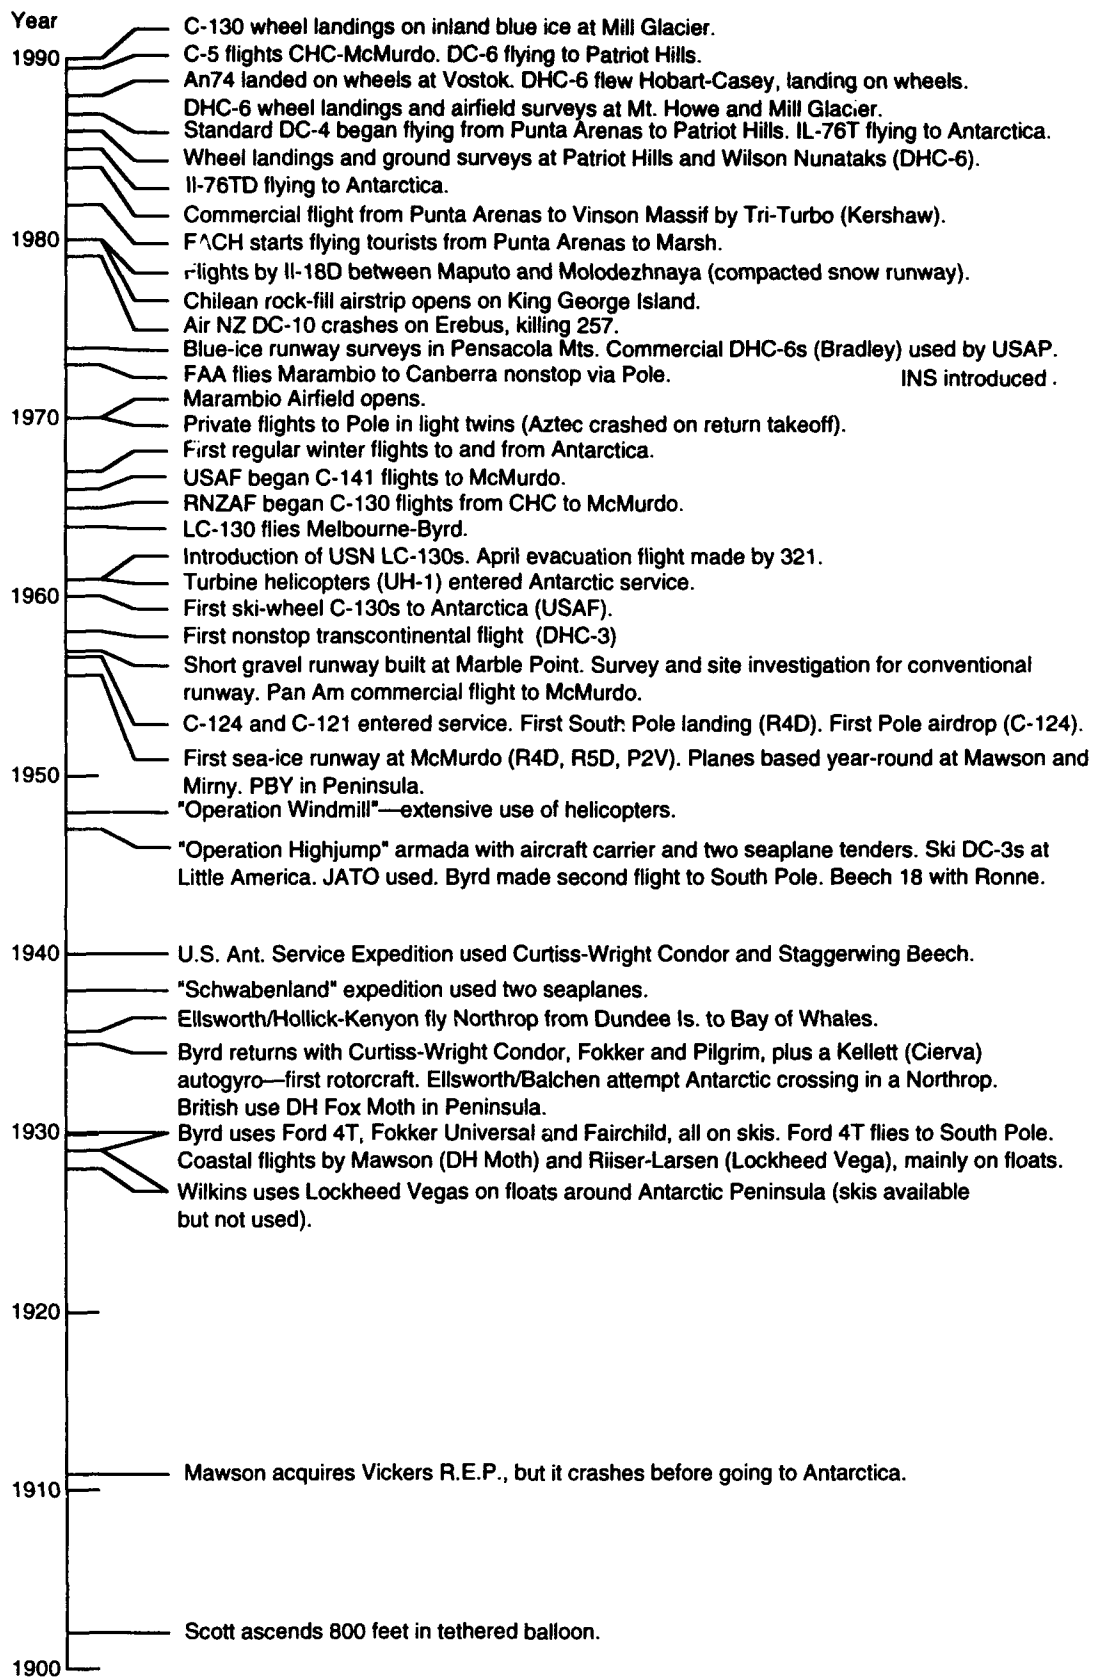 Year
C-130 wheel landings on inland blue ice at Mill Glacier.
1990
C-5 flights CHC-McMurdo. DC-6 flying to Patriot Hills.
An74 landed on wheels at Vostok. DHC-6 flew Hobart-Casey, landing on wheels.
DHC-6 wheel landings and airfield surveys at Mt. Howe and Mill Glacier.
Standard DC-4 began flying from Punta Arenas to Patriot Hills. IL-76T flying to Antarctica.
Wheel landings and ground surveys at Patriot Hills and Wilson Nunataks (DHC-6).
Il-76TD flying to Antarctica.
Commercial flight from Punta Arenas to Vinson Massif by Tri-Turbo (Kershaw).
1980
FACH starts flying tourists from Punta Arenas to Marsh.
Flights by Il-18D between Maputo and Molodezhnaya (compacted snow runway).
Chilean rock-fill airstrip opens on King George Island.
Air NZ DC-10 crashes on Erebus, killing 257.
Blue-ice runway surveys in Pensacola Mts. Commercial DHC-6s (Bradley) used by USAP.
FAA flies Marambio to Canberra nonstop via Pole. INS introduced.
Marambio Airfield opens.
1970
Private flights to Pole in light twins (Aztec crashed on return takeoff).
First regular winter flights to and from Antarctica.
USAF began C-141 flights to McMurdo.
RNZAF began C-130 flights from CHC to McMurdo.
LC-130 flies Melbourne-Byrd.
Introduction of USN LC-130s. April evacuation flight made by 321.
Turbine helicopters (UH-1) entered Antarctic service.
1960
First ski-wheel C-130s to Antarctica (USAF).
First nonstop transcontinental flight (DHC-3)
Short gravel runway built at Marble Point. Survey and site investigation for conventional
runway. Pan Am commercial flight to McMurdo.
C-124 and C-121 entered service. First South Pole landing (R4D). First Pole airdrop (C-124).
First sea-ice runway at McMurdo (R4D, R5D, P2V). Planes based year-round at Mawson and
1950
Mirny. PBY in Peninsula.
"Operation Windmill"—extensive use of helicopters.
"Operation Highjump" armada with aircraft carrier and two seaplane tenders. Ski DC-3s at
Little America. JATO used. Byrd made second flight to South Pole. Beech 18 with Ronne.
1940
U.S. Ant. Service Expedition used Curtiss-Wright Condor and Staggerwing Beech.
"Schwabenland" expedition used two seaplanes.
Ellsworth/Hollick-Kenyon fly Northrop from Dundee Is. to Bay of Whales.
Byrd returns with Curtiss-Wright Condor, Fokker and Pilgrim, plus a Kellett (Cierva)
autogyro—first rotorcraft. Ellsworth/Balchen attempt Antarctic crossing in a Northrop.
British use DH Fox Moth in Peninsula.
1930
Byrd uses Ford 4T, Fokker Universal and Fairchild, all on skis. Ford 4T flies to South Pole.
Coastal flights by Mawson (DH Moth) and Riiser-Larsen (Lockheed Vega), mainly on floats.
Wilkins uses Lockheed Vegas on floats around Antarctic Peninsula (skis available
but not used).
1920
Mawson acquires Vickers R.E.P., but it crashes before going to Antarctica.
1910
Scott ascends 800 feet in tethered balloon.
1900